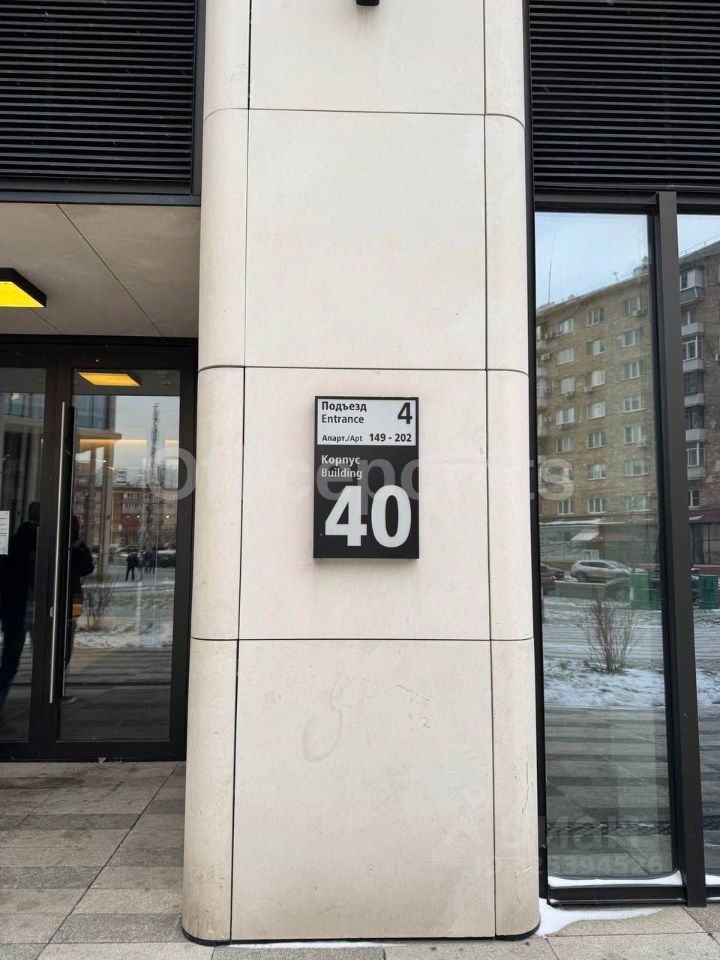 Подъезд 4
Entrance
Апарт./Apt 149 - 202
Корпус
Building
40